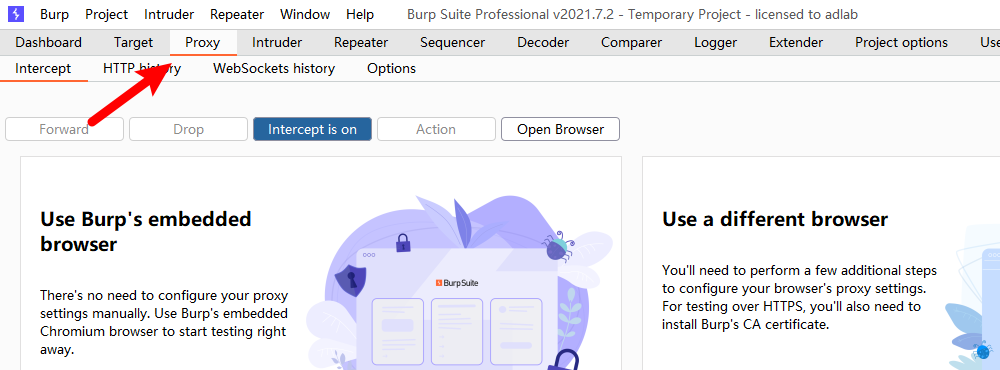 Burp Project Intruder Repeater Window Help Burp Suite Professional v2021.7.2 - Temporary Project - licensed to adlab
Dashboard Target Proxy Intruder Repeater Sequencer Decoder Comparer Logger Extender Project options Use
Intercept HTTP history WebSockets history Options
Forward Drop Intercept is on Action Open Browser
Use Burp's embedded
browser
There's no need to configure your proxy
settings manually. Use Burp's embedded
Chromium browser to start testing right
away.
BurpSuite
Use a different browser
You'll need to perform a few additional steps
to configure your browser's proxy settings.
For testing over HTTPS, you'll also need to
install Burp's CA certificate.